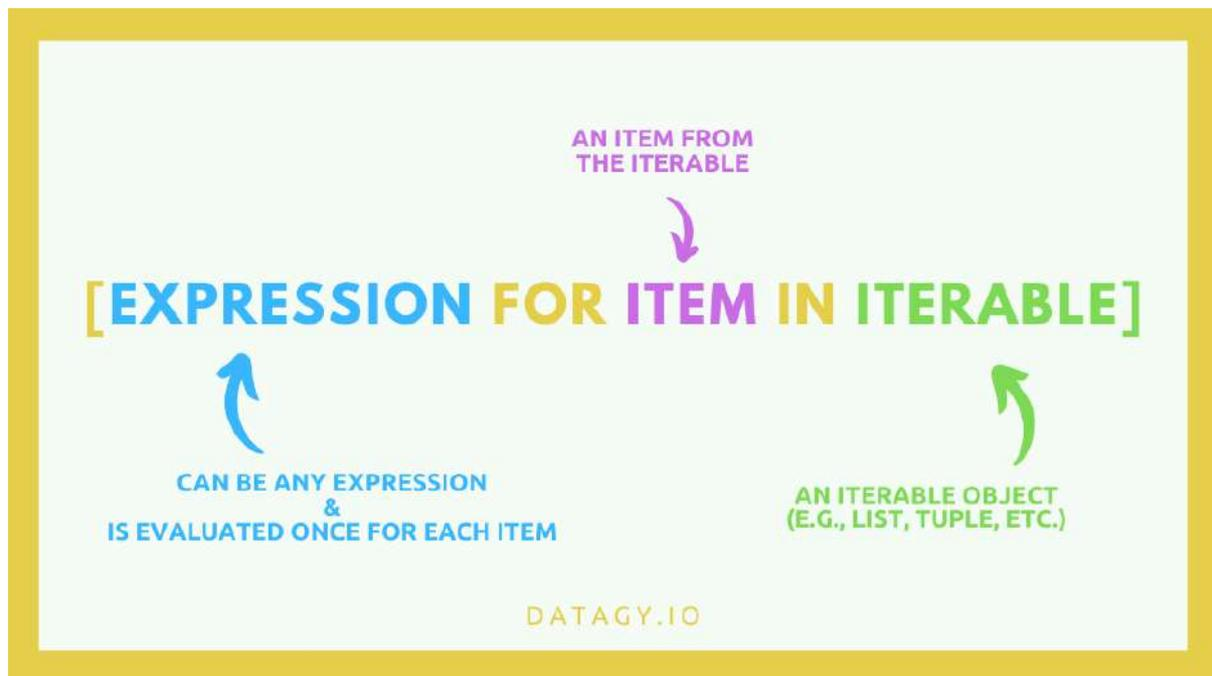 AN ITEM FROM
THE ITERABLE
[EXPRESSION FOR ITEM IN ITERABLE]
CAN BE ANY EXPRESSION
&
IS EVALUATED ONCE FOR EACH ITEM
AN ITERABLE OBJECT
(E.G., LIST, TUPLE, ETC.)
DATAGY.IO